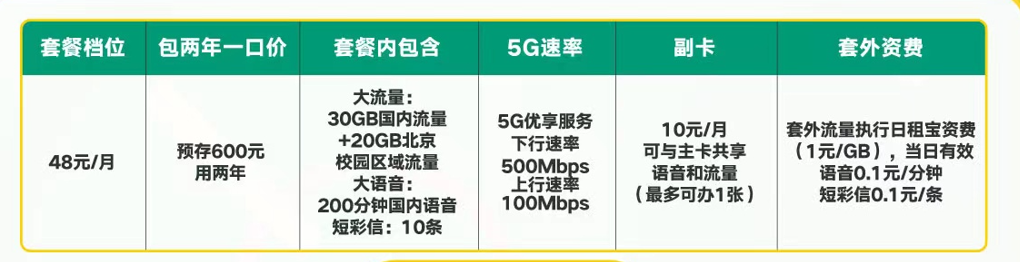 套餐档位
包两年一口价
套餐内包含
5G速率
副卡
套外资费
48元/月
预存600元
用两年
大流量：
30GB国内流量
+20GB北京
校园区域流量
大语音：
200分钟国内语音
短彩信：10条
5G优享服务
下行速率
500Mbps
上行速率
100Mbps
10元/月
可与主卡共享
语音和流量
（最多可办1张）
套外流量执行日租宝资费
（1元/GB），当日有效
语音0.1元/分钟
短彩信0.1元/条